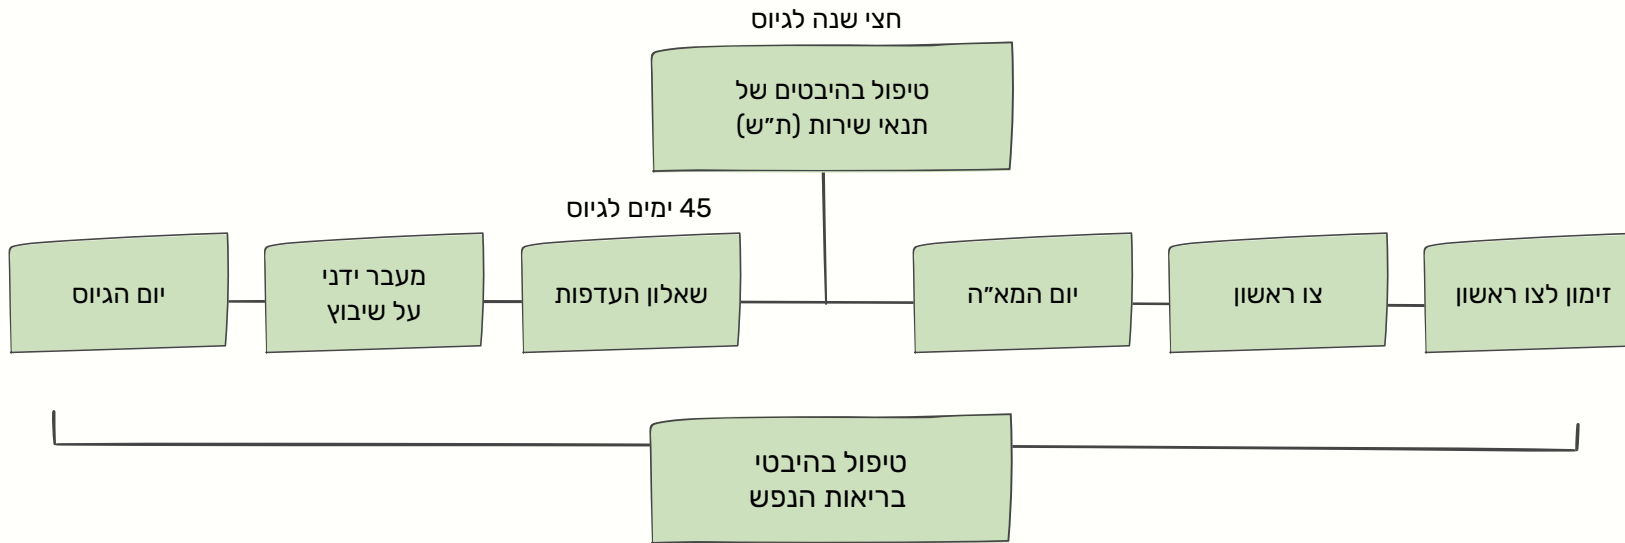 חצי שנה לגיוס
טיפול בהיבטים של
תנאי שירות (ת״ש)
45 ימים לגיוס
זימון לצו ראשון
צו ראשון
יום המא״ה
שאלון העדפות
מעבר ידני
על שיבוץ
יום הגיוס
טיפול בהיבטי
בריאות הנפש